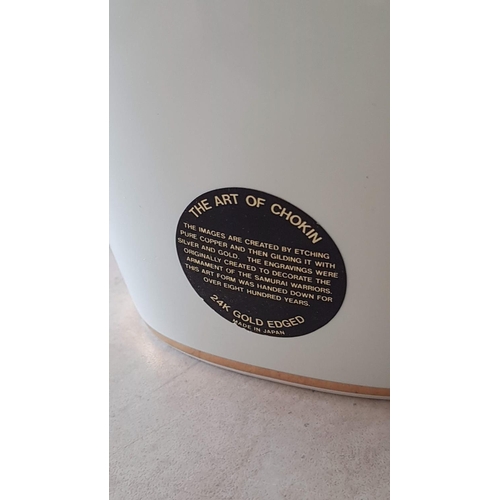 THE ART OF CHOKIN
THE IMAGES ARE CREATED BY ETCHING
PURE COPPER AND THEN GILDING IT WITH
SILVER AND GOLD. THE ENGRAVINGS WERE
ORIGINALLY CREATED TO DECORATE THE
ARMAMENT OF THE SAMURAI WARRIORS.
THIS ART FORM WAS HANDED DOWN FOR
OVER EIGHT HUNDRED YEARS.
24K GOLD EDGED
MADE IN JAPAN